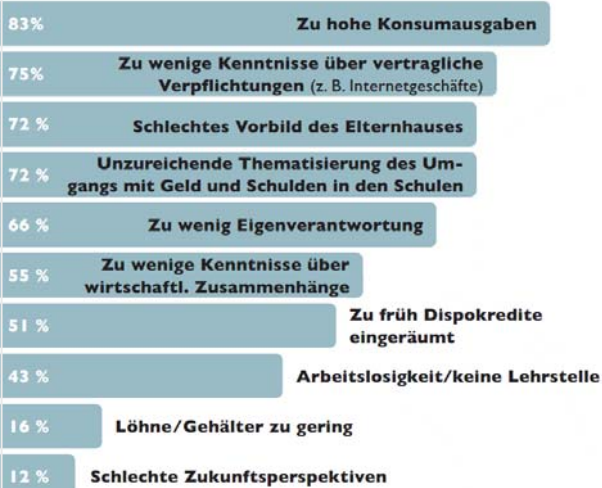 83% Zu hohe Konsumausgaben
75% Zu wenige Kenntnisse über vertragliche
Verpflichtungen (z. B. Internetgeschäfte)
72 % Schlechtes Vorbild des Elternhauses
72 % Unzureichende Thematisierung des Um-
gangs mit Geld und Schulden in den Schulen
66 % Zu wenig Eigenverantwortung
55 % Zu wenige Kenntnisse über
wirtschaftl. Zusammenhänge
51 % Zu früh Dispokredite
eingeräumt
43 % Arbeitslosigkeit/keine Lehrstelle
16 % Löhne/Gehälter zu gering
12 % Schlechte Zukunftsperspektiven